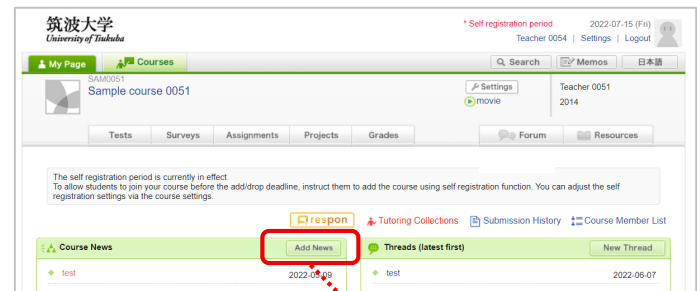 筑波大学
University of Tsukuba
* Self registration period 2022-07-15 (Fri)
Teacher 0054 | Settings | Logout
My Page Courses Search Memos 日本語
SAM0051
Sample course 0051
Settings
movie
Teacher 0051
2014
Tests Surveys Assignments Projects Grades Forum Resources
The self registration period is currently in effect.
To allow students to join your course before the add/drop deadline, instruct them to add the course using self registration function. You can adjust the self
registration settings via the course settings.
respon Tutoring Collections Submission History Course Member List
Course News Add News Threads (latest first) New Thread
test 2022-03-09 test 2022-06-07